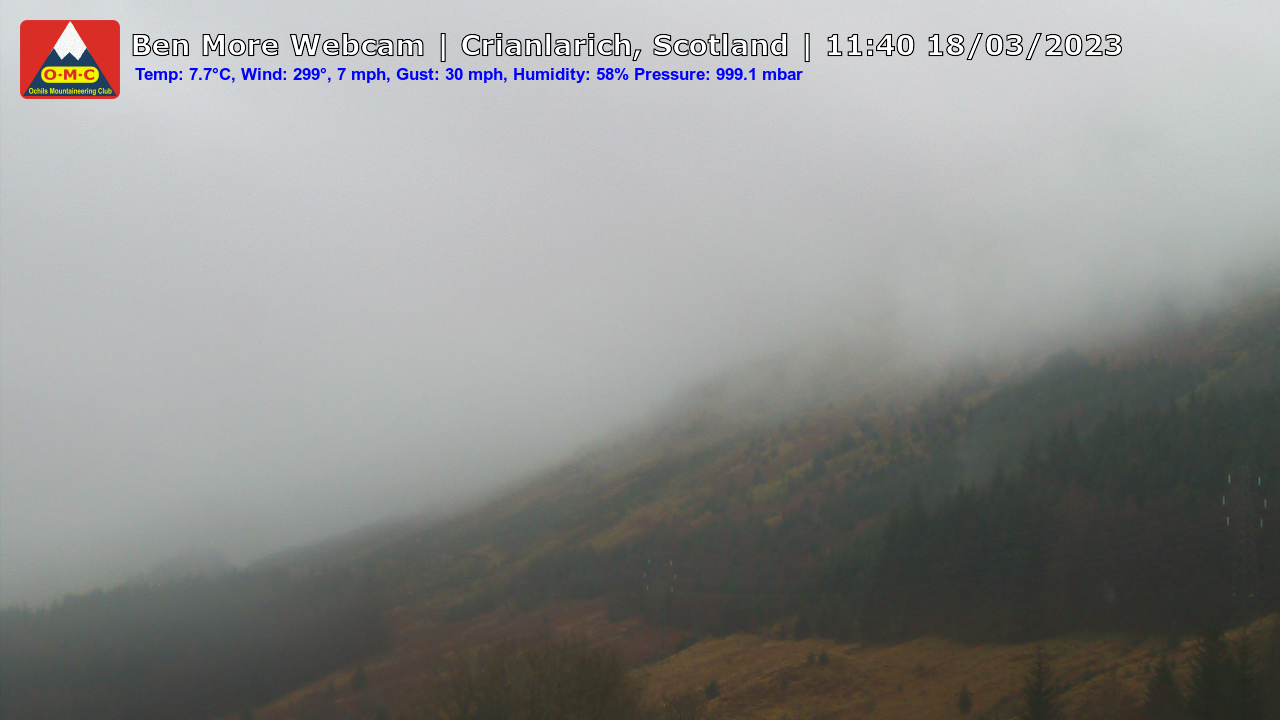 Ben More Webcam | Crianlarich, Scotland | 11:40 18/03/2023
Temp: 7.7°C, Wind: 299°, 7 mph, Gust: 30 mph, Humidity: 58% Pressure: 999.1 mbar
O-M-C
Ochils Mountaineering Club